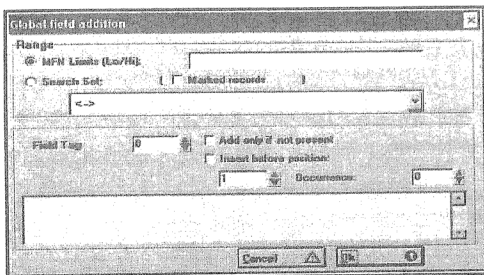 Global field addition
Range
MFN Limits (Lo/Hi):
Search Set: ( Marked records )
<->
Field Tag 0 Add only if not present
Insert before position:
1 Occurrence: 0
Cancel Ok